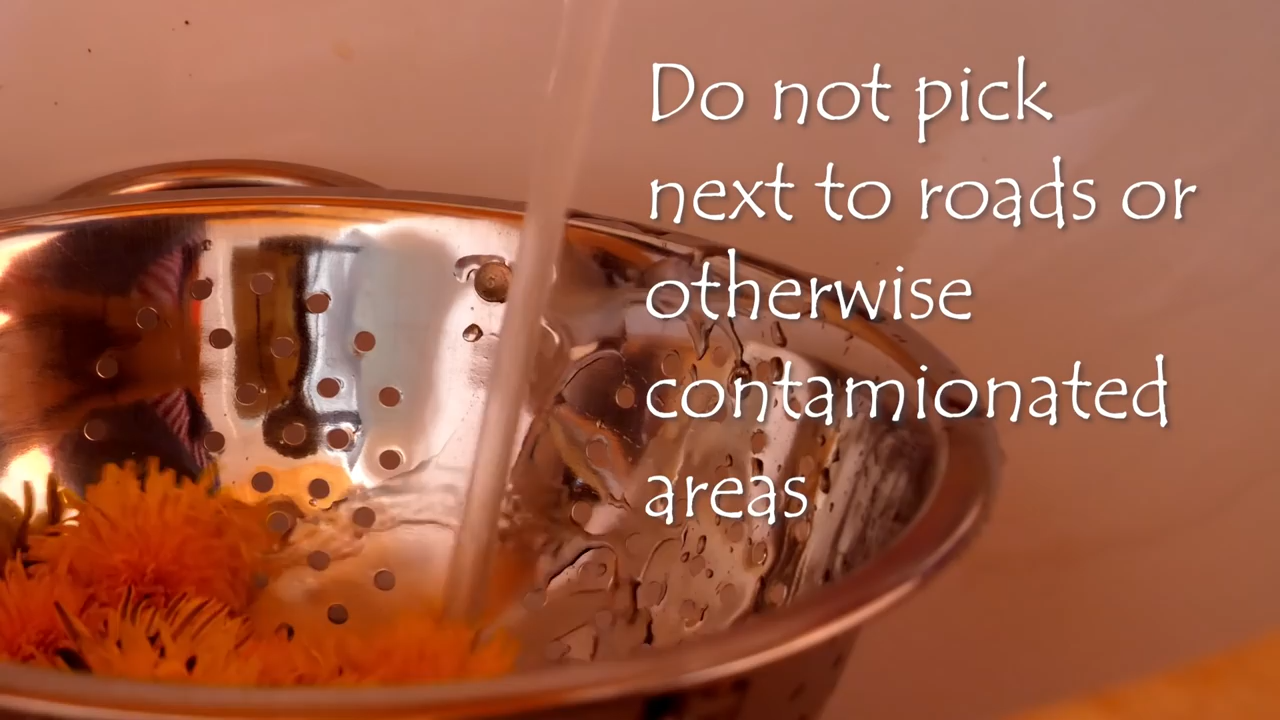 Do not pick
next to roads or
otherwise
contamionated
areas